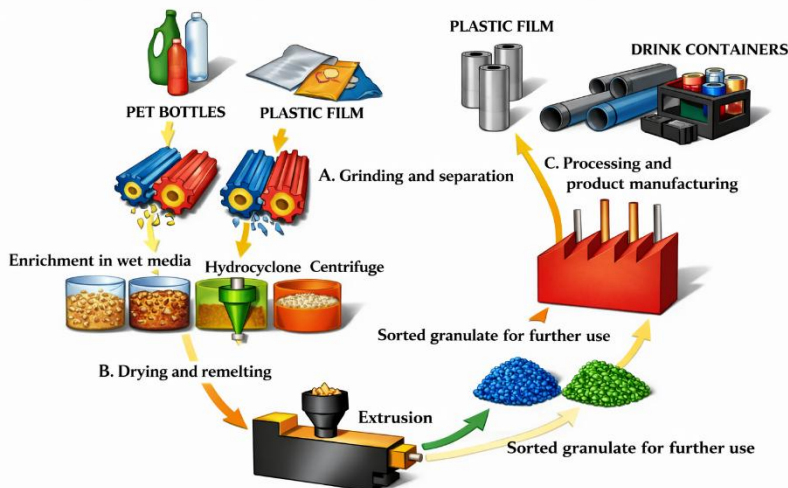 PLASTIC FILM
DRINK CONTAINERS
PET BOTTLES
PLASTIC FILM
A. Grinding and separation
C. Processing and
product manufacturing
Enrichment in wet media
Hydrocyclone
Centrifuge
Sorted granulate for further use
B. Drying and remelting
Extrusion
Sorted granulate for further use